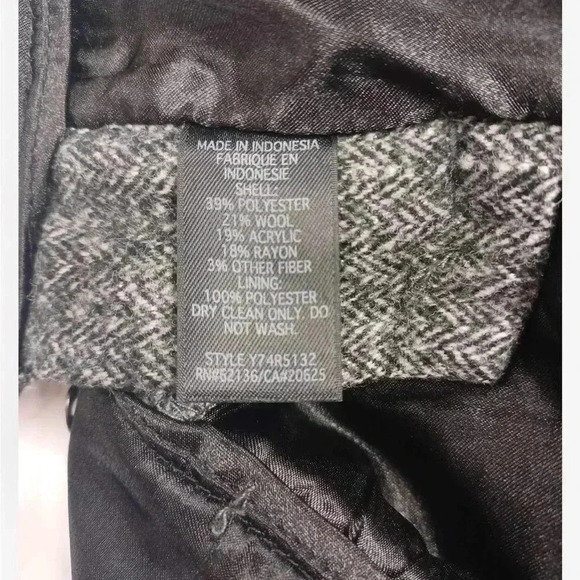 MADE IN INDONESIA
FABRIQUE EN
INDONESIE
SHELL:
39% POLYESTER
21% WOOL
19% ACRYLIC
18% RAYON
3% OTHER FIBER
LINING:
100% POLYESTER
DRY CLEAN ONLY. DO
NOT WASH.
STYLE Y74R5132
RN#62136/CA#20625